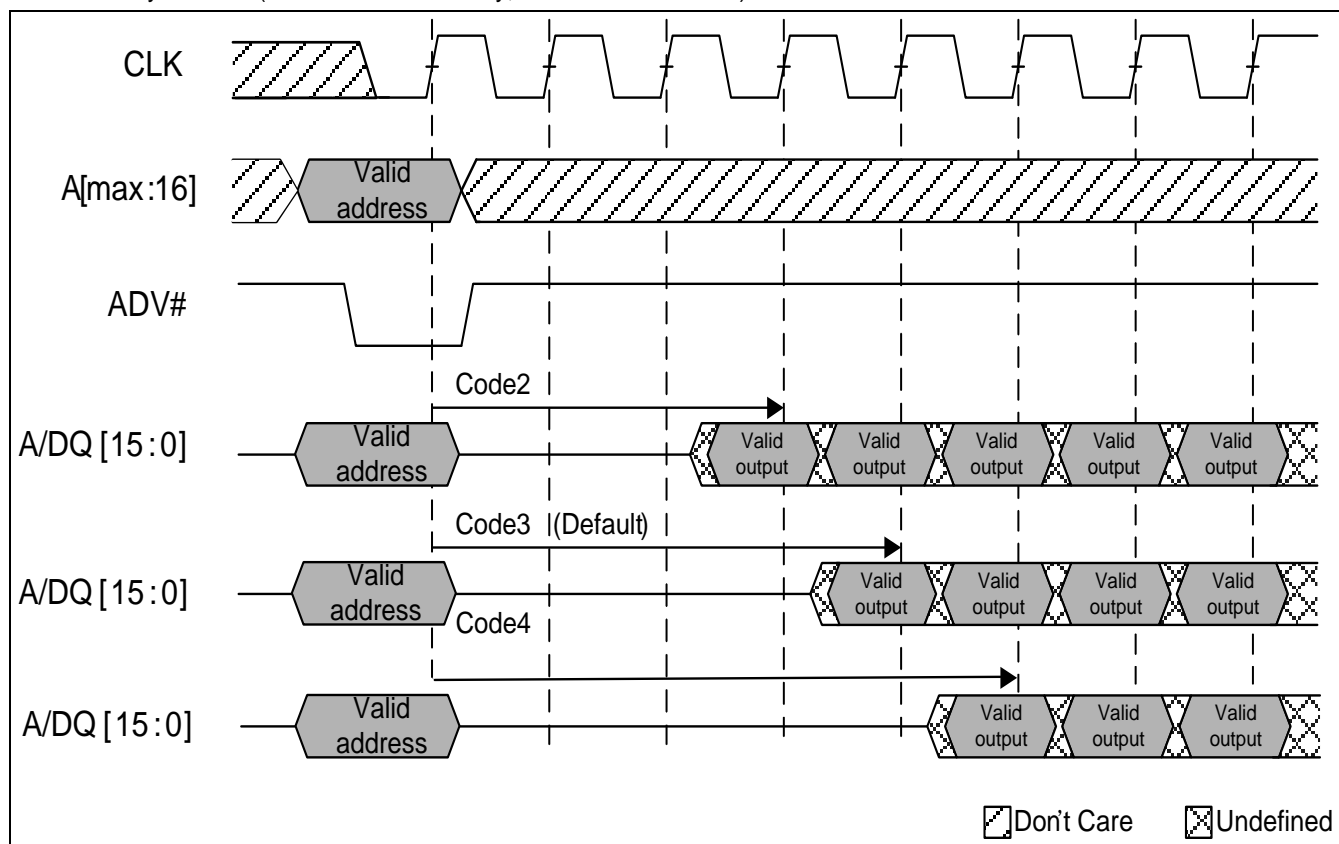 CLK
A[max:16]
Valid
address
ADV#
Code2
A/DQ[15:0]
Valid
address
Valid
output
Valid
output
Valid
output
Valid
output
Valid
output
Code3 (Default)
A/DQ[15:0]
Valid
address
Valid
output
Valid
output
Valid
output
Valid
output
Code4
A/DQ[15:0]
Valid
address
Valid
output
Valid
output
Valid
output
Don't Care
Undefined